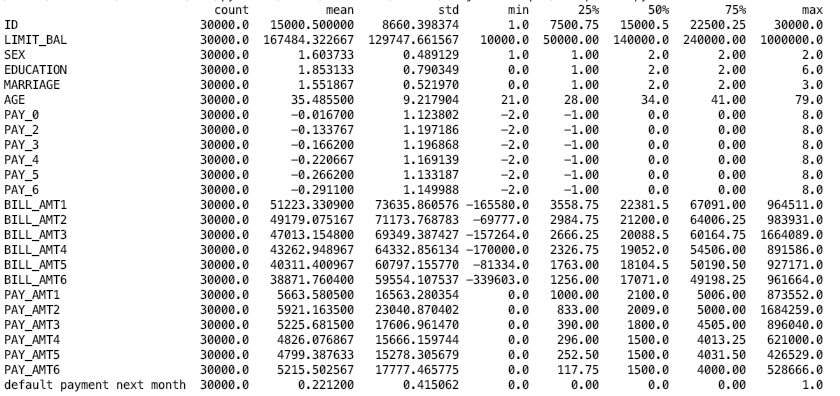 count mean std min 25% 50% 75% max
ID 30000.0 15000.500000 8660.398374 1.0 7500.75 15000.5 22500.25 30000.0
LIMIT_BAL 30000.0 167484.322667 129747.661567 10000.0 50000.00 140000.0 240000.00 1000000.0
SEX 30000.0 1.603733 0.489129 1.0 1.00 2.0 2.00 2.0
EDUCATION 30000.0 1.853133 0.790349 0.0 1.00 2.0 2.00 6.0
MARRIAGE 30000.0 1.551867 0.521970 0.0 1.00 2.0 2.00 3.0
AGE 30000.0 35.485500 9.217904 21.0 28.00 34.0 41.00 79.0
PAY_0 30000.0 -0.016700 1.123802 -2.0 -1.00 0.0 0.00 8.0
PAY_2 30000.0 -0.133767 1.197186 -2.0 -1.00 0.0 0.00 8.0
PAY_3 30000.0 -0.166200 1.196868 -2.0 -1.00 0.0 0.00 8.0
PAY_4 30000.0 -0.220667 1.169139 -2.0 -1.00 0.0 0.00 8.0
PAY_5 30000.0 -0.266200 1.133187 -2.0 -1.00 0.0 0.00 8.0
PAY_6 30000.0 -0.291100 1.149988 -2.0 -1.00 0.0 0.00 8.0
BILL_AMT1 30000.0 51223.330900 73635.860576 -165580.0 3558.75 22381.5 67091.00 964511.0
BILL_AMT2 30000.0 49179.075167 71173.768783 -69777.0 2984.75 21200.0 64006.25 983931.0
BILL_AMT3 30000.0 47013.154800 69349.387427 -157264.0 2666.25 20088.5 60164.75 1664089.0
BILL_AMT4 30000.0 43262.948967 64332.856134 -170000.0 2326.75 19052.0 54506.00 891586.0
BILL_AMT5 30000.0 40311.400967 60797.155770 -81334.0 1763.00 18104.5 50190.50 927171.0
BILL_AMT6 30000.0 38871.760400 59554.107537 -339603.0 1256.00 17071.0 49198.25 961664.0
PAY_AMT1 30000.0 5663.580500 16563.280354 0.0 1000.00 2100.0 5006.00 873552.0
PAY_AMT2 30000.0 5921.163500 23040.870402 0.0 833.00 2009.0 5000.00 1684259.0
PAY_AMT3 30000.0 5225.681500 17606.961470 0.0 390.00 1800.0 4505.00 896040.0
PAY_AMT4 30000.0 4826.076867 15666.159744 0.0 296.00 1500.0 4013.25 621000.0
PAY_AMT5 30000.0 4799.387633 15278.305679 0.0 252.50 1500.0 4031.50 426529.0
PAY_AMT6 30000.0 5215.502567 17777.465775 0.0 117.75 1500.0 4000.00 528666.0
default payment next month 30000.0 0.221200 0.415062 0.0 0.00 0.0 0.00 1.0